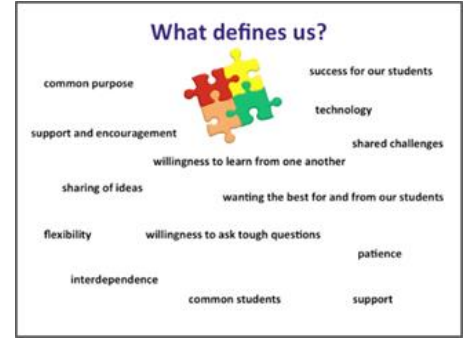 What defines us?
success for our students
common purpose
technology
support and encouragement
shared challenges
willingness to learn from one another
sharing of ideas
wanting the best for and from our students
flexibility
willingness to ask tough questions
patience
interdependence
common students
support